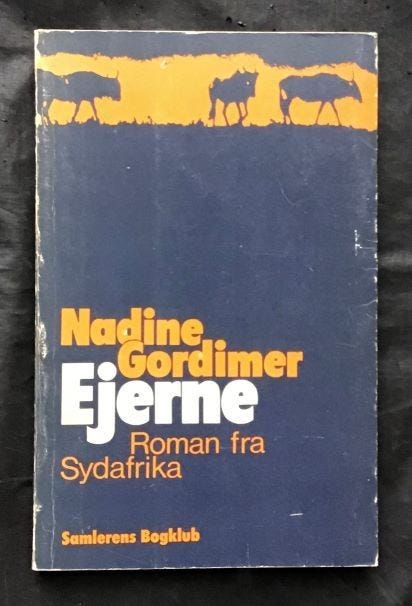 Nadine
Gordimer
Ejerne
Roman fra
Sydafrika
Samlerens Bogklub